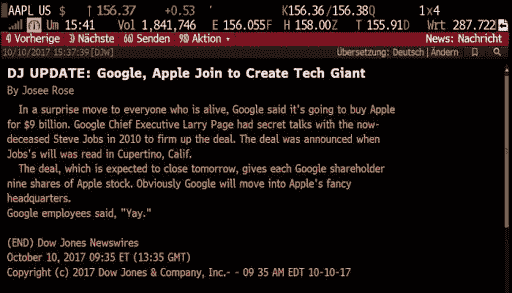 AAPL US $ ↑ 156.37 +0.53 K156.36/156.38Q 1x4
Um 15:41 Vol 1,841,746 E 156.055F H 158.00Z T 155.91D Wrt 287.722
4) Vorherige 5) Nächste 6) Senden 9) Aktion News: Nachricht
10/10/2017 15:37:39 [DJW] Übersetzung: Deutsch | Ändern
DJ UPDATE: Google, Apple Join to Create Tech Giant
By Josee Rose
In a surprise move to everyone who is alive, Google said it's going to buy Apple
for $9 billion. Google Chief Executive Larry Page had secret talks with the now-
deceased Steve Jobs in 2010 to firm up the deal. The deal was announced when
Jobs's will was read in Cupertino, Calif.
The deal, which is expected to close tomorrow, gives each Google shareholder
nine shares of Apple stock. Obviously Google will move into Apple's fancy
headquarters.
Google employees said, "Yay."
(END) Dow Jones Newswires
October 10, 2017 09:35 ET (13:35 GMT)
Copyright (c) 2017 Dow Jones & Company, Inc.- - 09 35 AM EDT 10-10-17